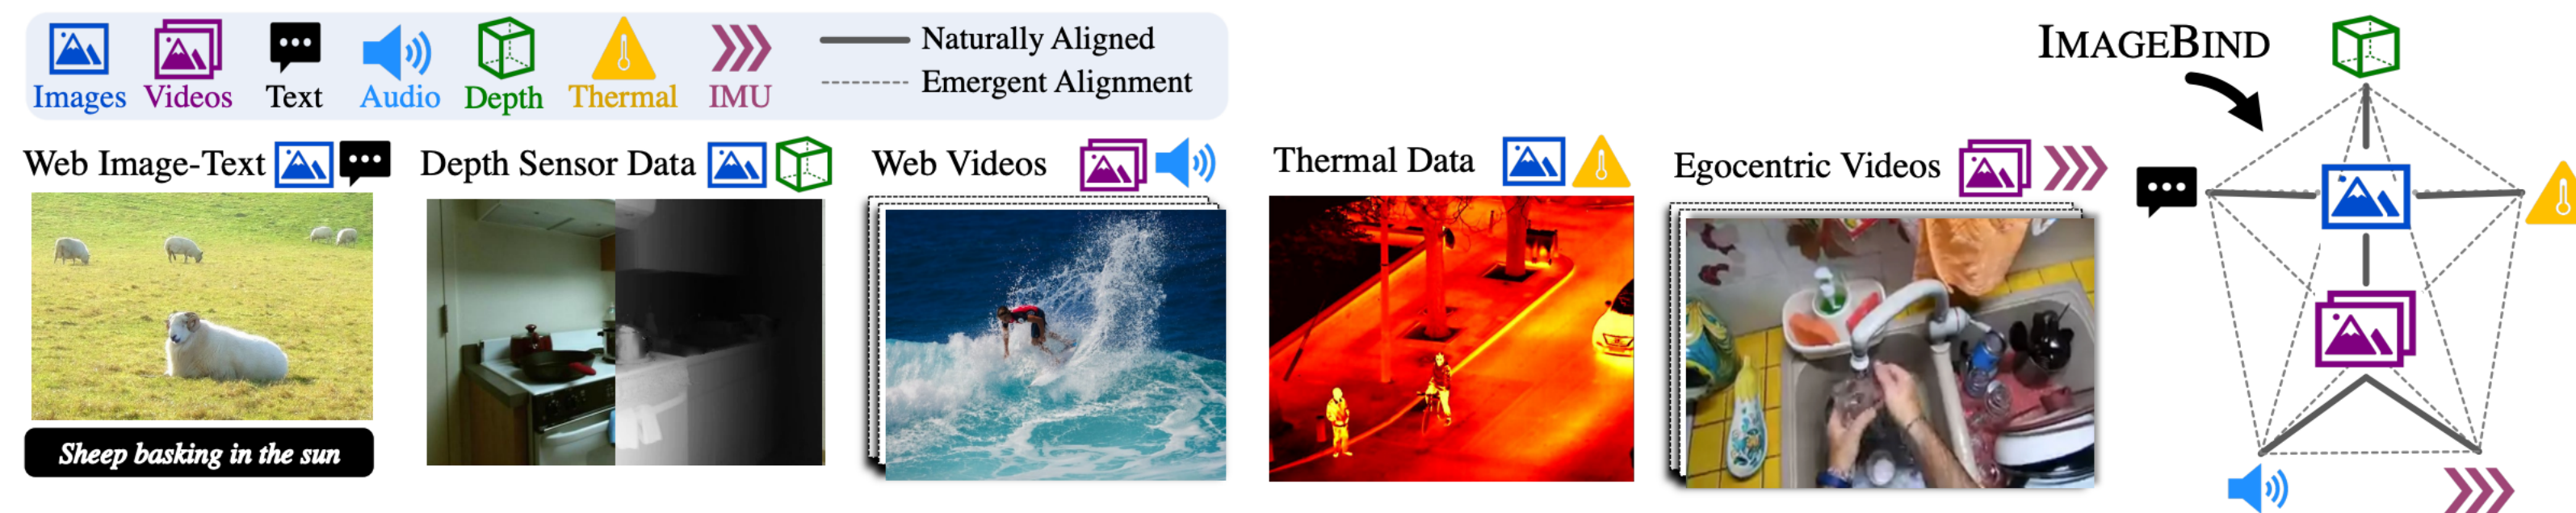 Images Videos Text Audio Depth Thermal IMU
Naturally Aligned
Emergent Alignment
IMAGEBIND
Web Image-Text
Depth Sensor Data
Web Videos
Thermal Data
Egocentric Videos
Sheep basking in the sun